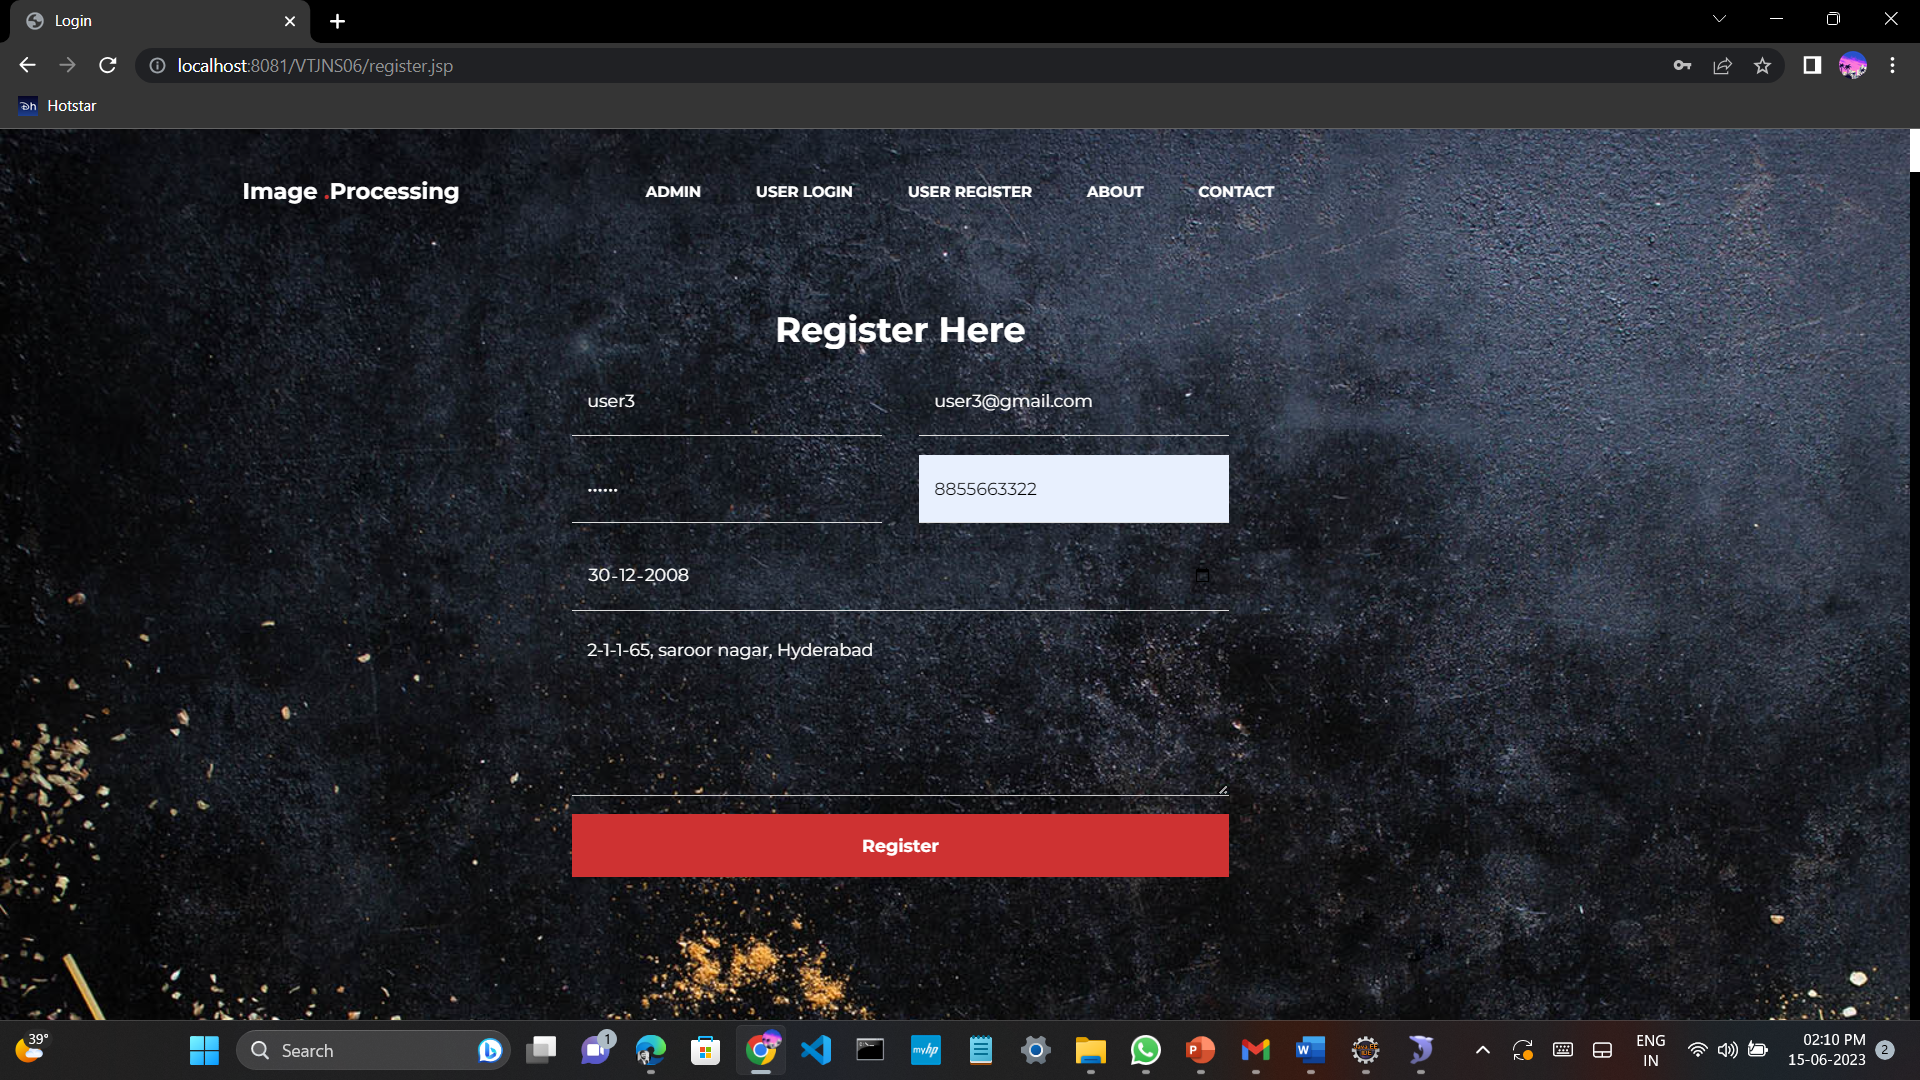 Login
localhost:8081/VTJNS06/register.jsp
Hotstar
Image .Processing
ADMIN
USER LOGIN
USER REGISTER
ABOUT
CONTACT
Register Here
user3
user3@gmail.com
••••••
8855663322
30-12-2008
2-1-1-65, saroor nagar, Hyderabad
Register
39°
Search
1
myhp
ENG
IN
02:10 PM
15-06-2023
2